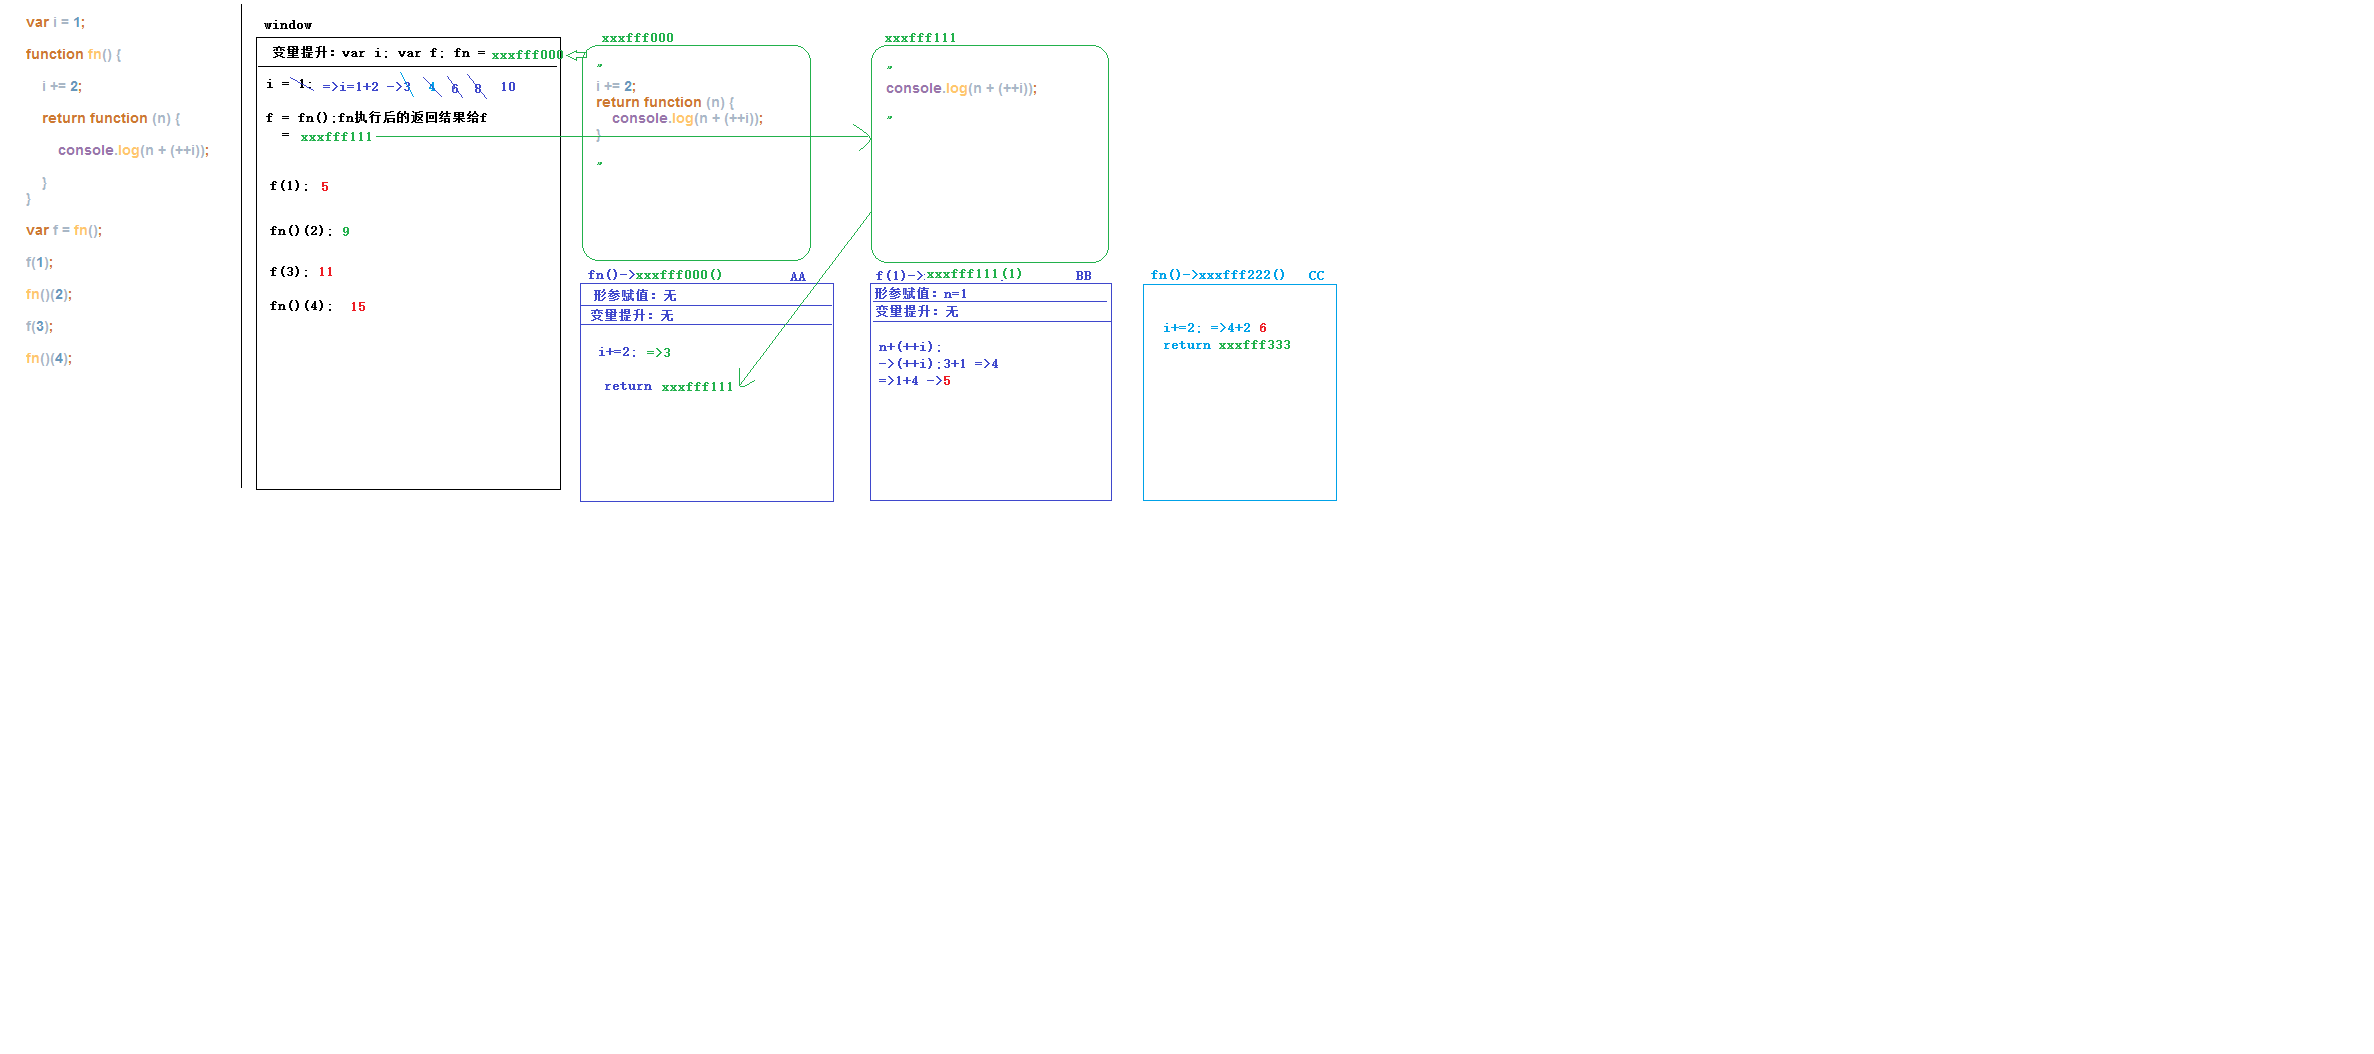 var i = 1;
function fn() {
i += 2;
return function (n) {
console.log(n + (++i));
}
}
var f = fn();
f(1);
fn()(2);
f(3);
fn()(4);
window
变量提升: var i; var f; fn = xxxfff000
i = 1; =>i=1+2 ->3 4 6 8 10
f = fn();fn执行后的返回结果给f
= xxxfff111
f(1); 5
fn()(2); 9
f(3); 11
fn()(4); 15
xxxfff000
"
i += 2;
return function (n) {
console.log(n + (++i));
}
"
xxxfff111
"
console.log(n + (++i));
"
fn()->xxxfff000() AA
形参赋值: 无
变量提升: 无
i+=2; =>3
return xxxfff111
f(1)->:xxxfff111(1) BB
形参赋值: n=1
变量提升: 无
n+(++i);
->(++i);3+1 =>4
=>1+4 ->5
fn()->xxxfff222() CC
i+=2; =>4+2 6
return xxxfff333